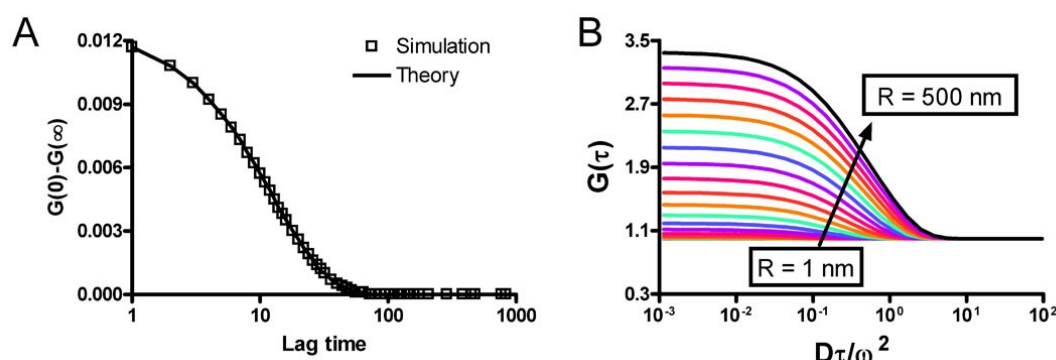 A
G(0)-G(∞)
0.012
0.009
0.006
0.003
0.000
1
10
100
1000
Lag time
Simulation
Theory
B
G(τ)
3.5
2.7
1.9
1.1
0.3
10⁻³
10⁻²
10⁻¹
10⁰
10¹
10²
Dτ/ω²
R = 500 nm
R = 1 nm